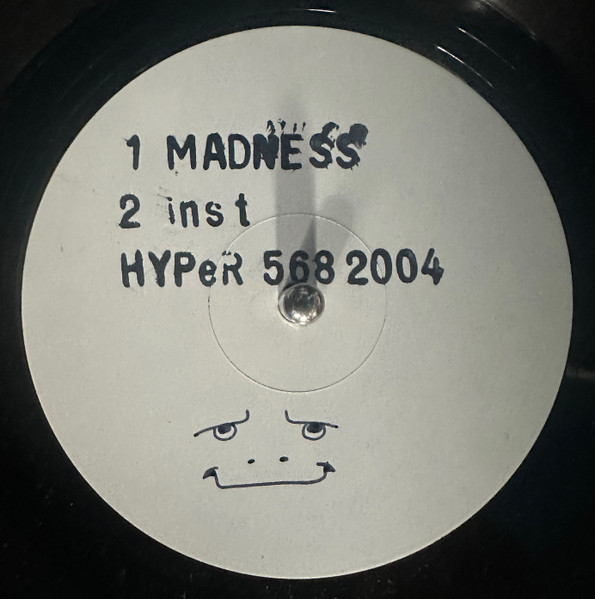 1 MADNESS
2 inst
HYPeR 568 2004